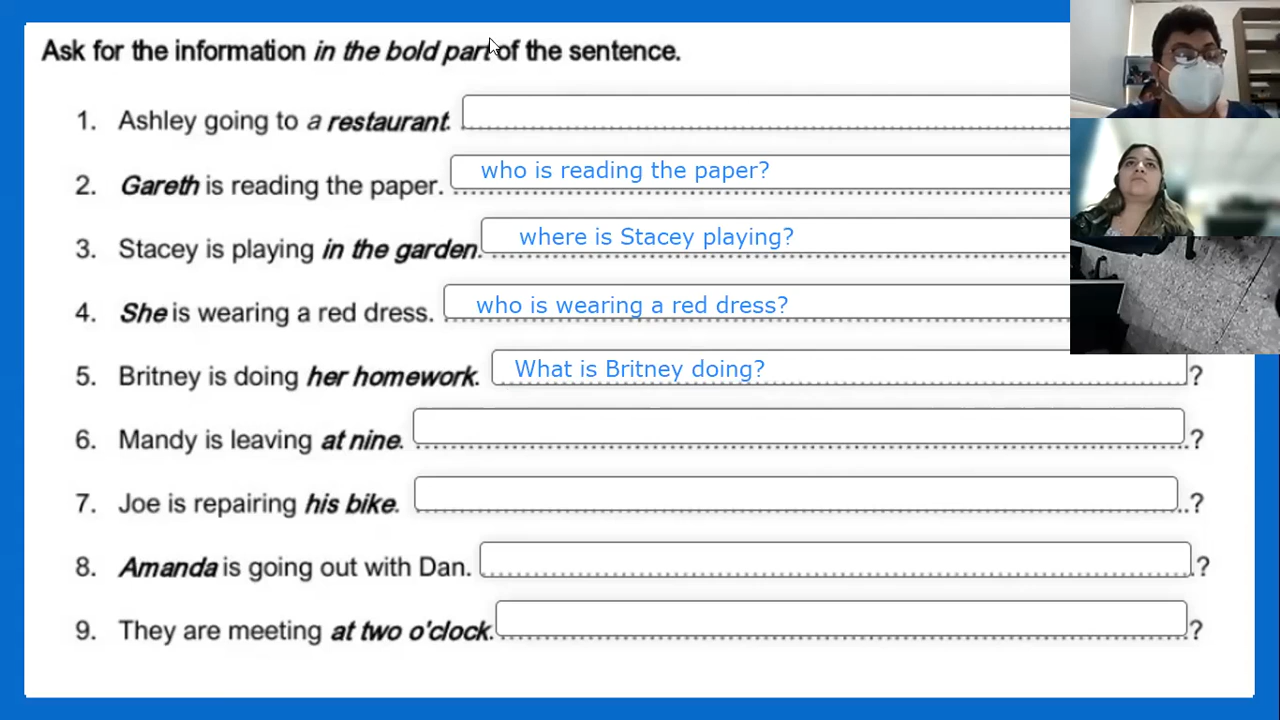 Ask for the information in the bold part of the sentence.
1. Ashley going to a restaurant.
2. Gareth is reading the paper. who is reading the paper?
3. Stacey is playing in the garden. where is Stacey playing?
4. She is wearing a red dress. who is wearing a red dress?
5. Britney is doing her homework. What is Britney doing? ?
6. Mandy is leaving at nine. ?
7. Joe is repairing his bike. ?
8. Amanda is going out with Dan. ?
9. They are meeting at two o'clock. ?